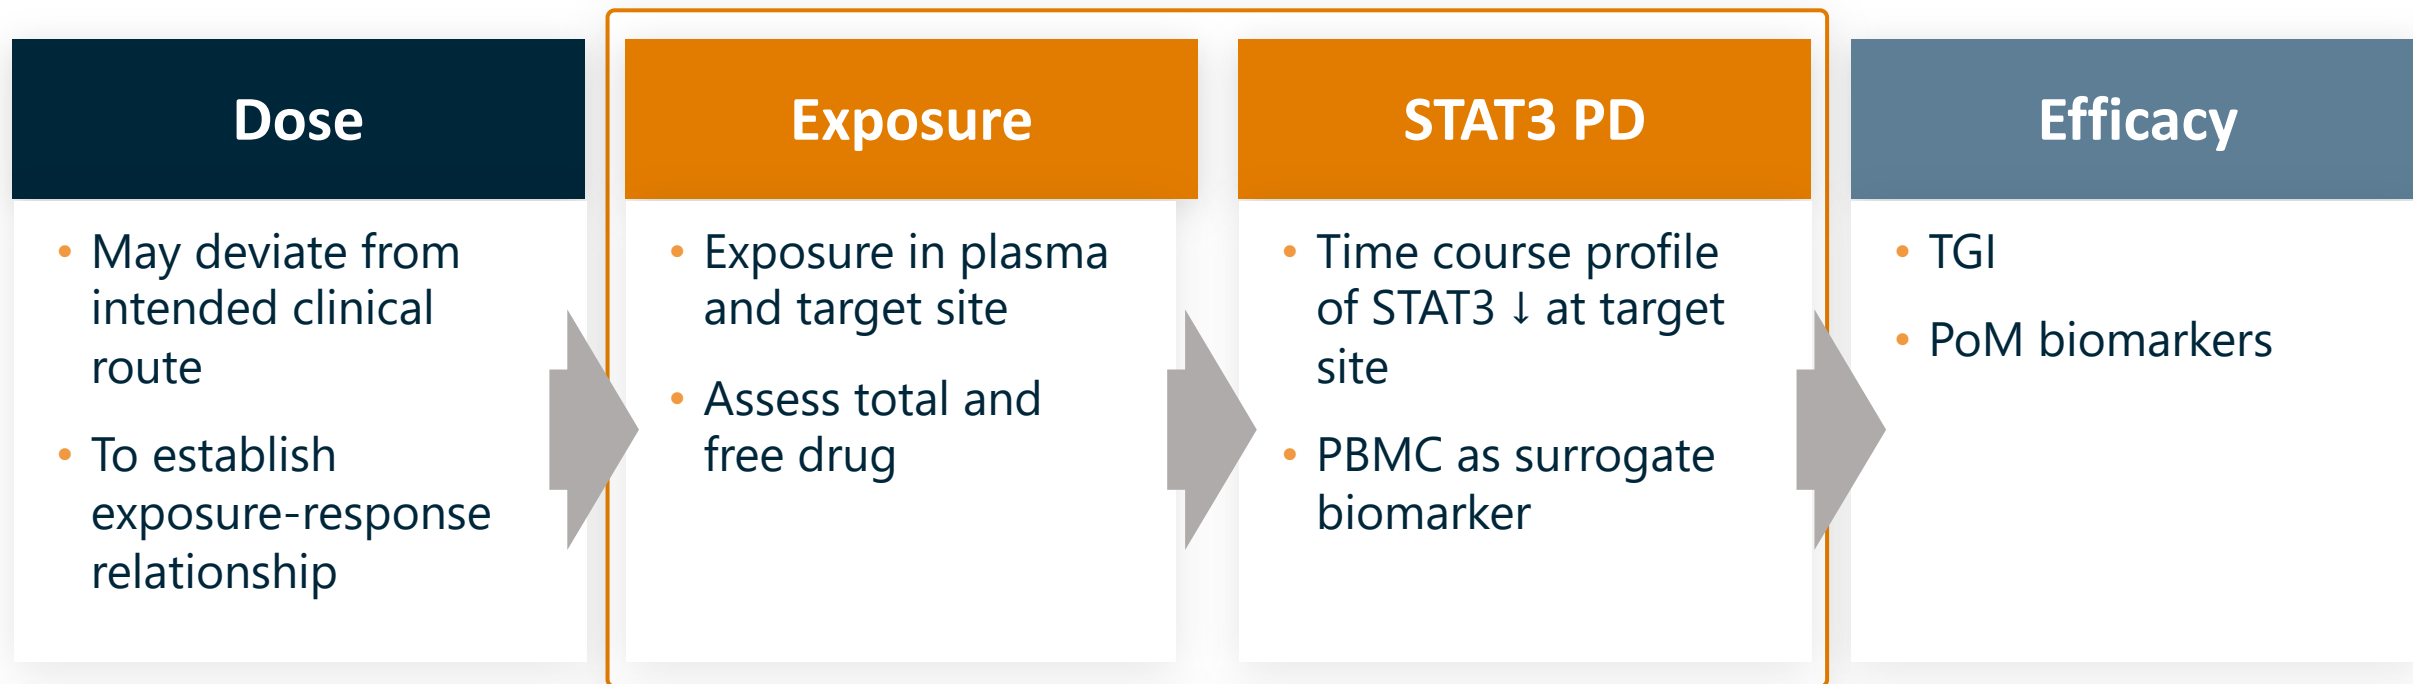 Dose
• May deviate from
intended clinical
route
• To establish
exposure-response
relationship
Exposure
• Exposure in plasma
and target site
• Assess total and
free drug
STAT3 PD
• Time course profile
of STAT3 ↓ at target
site
• PBMC as surrogate
biomarker
Efficacy
• TGI
• PoM biomarkers